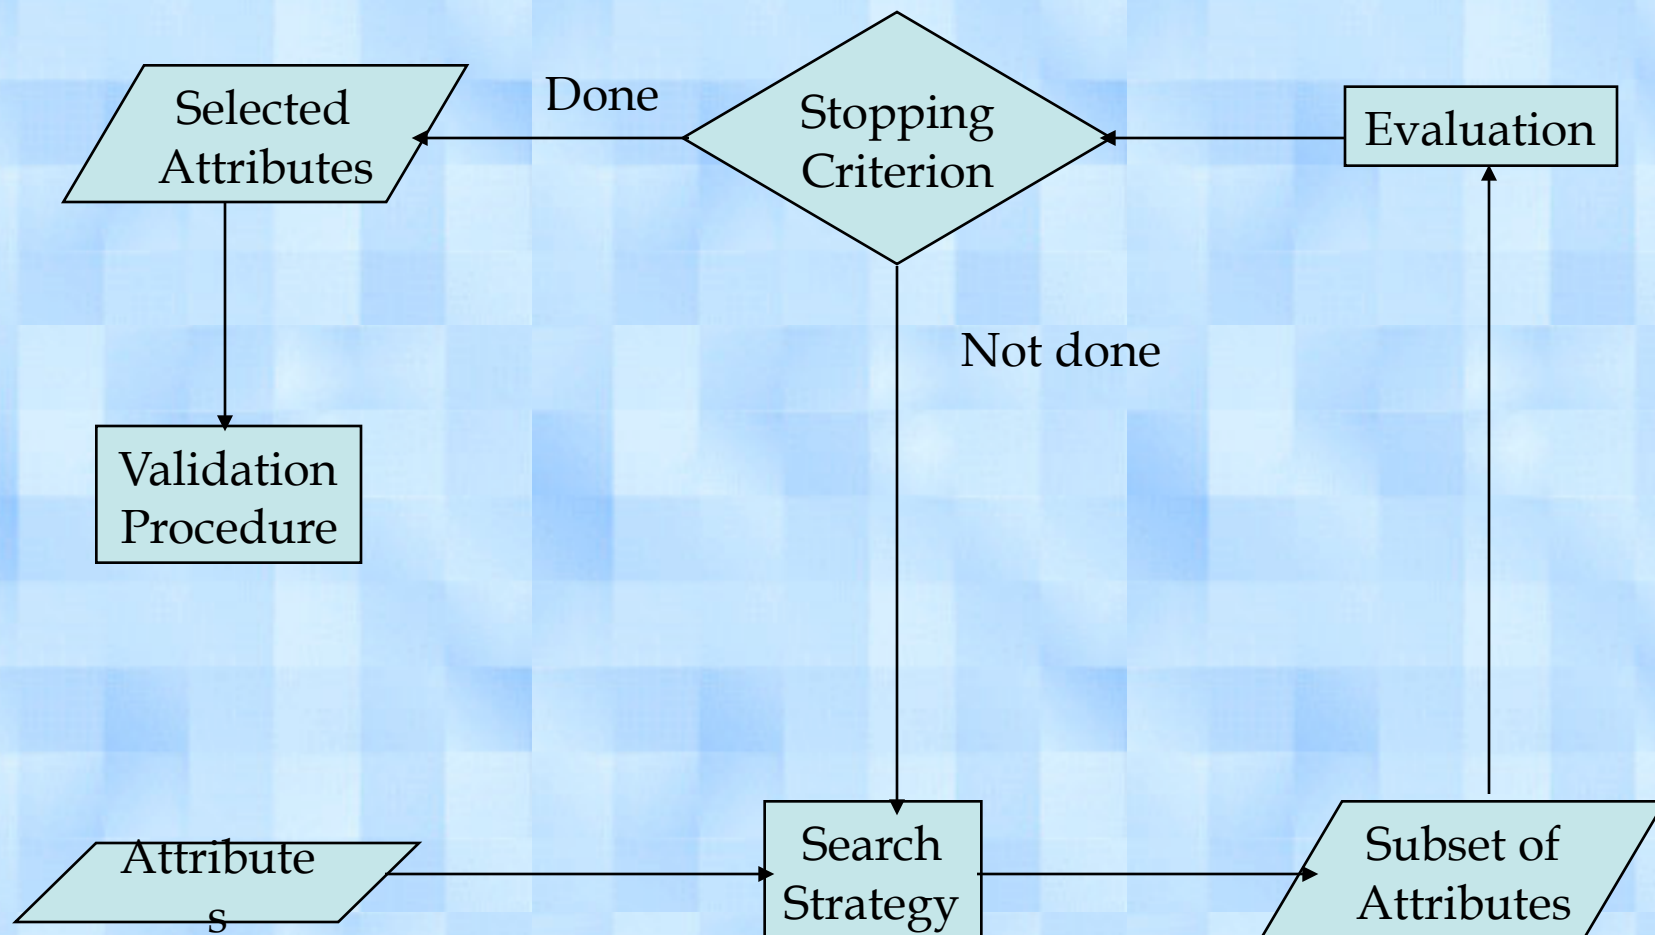 Selected
Attributes
Done
Stopping
Criterion
Evaluation
Not done
Validation
Procedure
Attribute
s
Search
Strategy
Subset of
Attributes